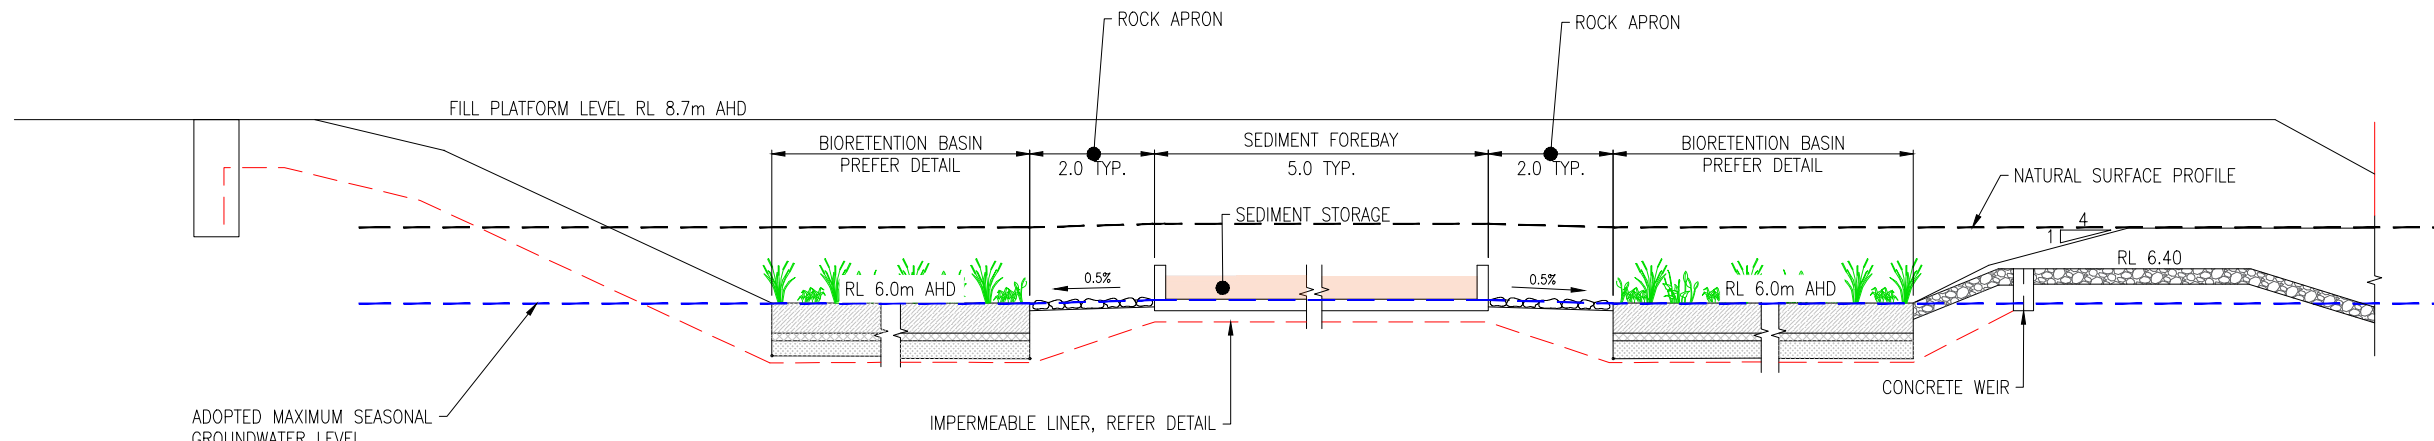 ROCK APRON
ROCK APRON
FILL PLATFORM LEVEL RL 8.7m AHD
BIORETENTION BASIN
PREFER DETAIL
2.0 TYP.
SEDIMENT FOREBAY
5.0 TYP.
2.0 TYP.
BIORETENTION BASIN
PREFER DETAIL
NATURAL SURFACE PROFILE
SEDIMENT STORAGE
4
1
RL 6.40
0.5%
0.5%
RL 6.0m AHD
RL 6.0m AHD
CONCRETE WEIR
ADOPTED MAXIMUM SEASONAL
GROUNDWATER LEVEL
IMPERMEABLE LINER, REFER DETAIL